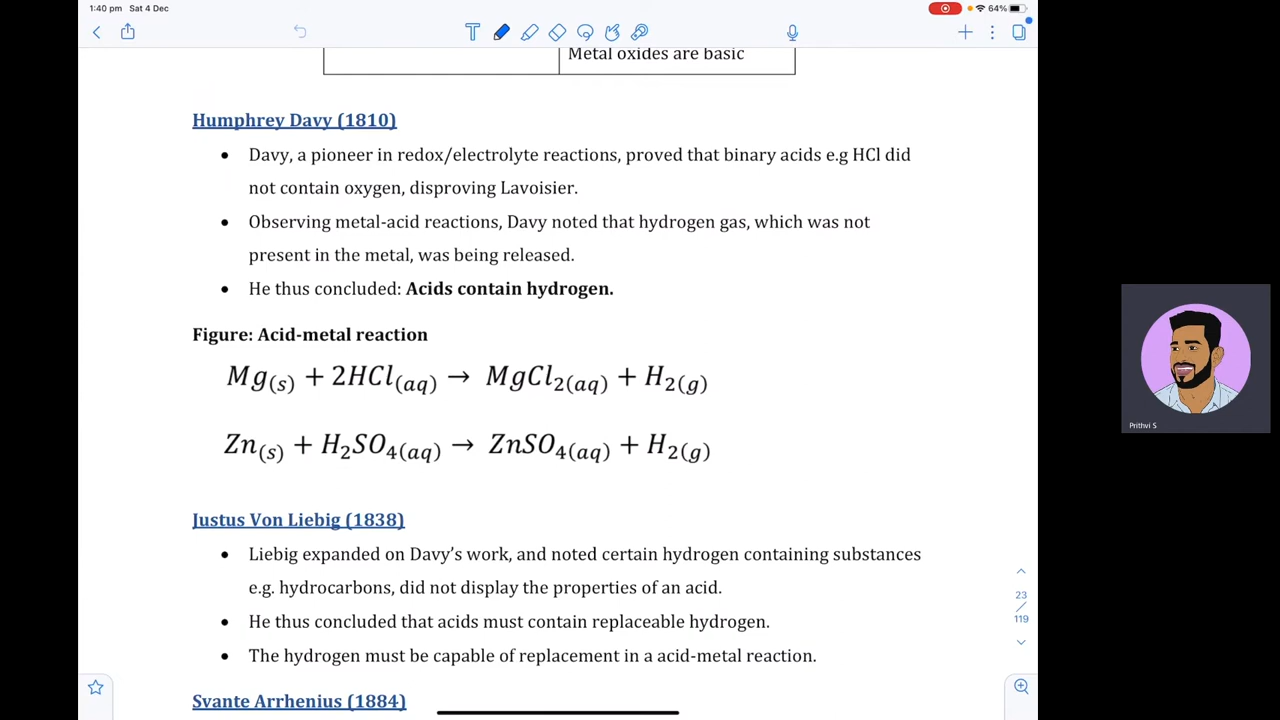 1:40 pm Sat 4 Dec
64%
Metal oxides are basic
Humphrey Davy (1810)
• Davy, a pioneer in redox/electrolyte reactions, proved that binary acids e.g HCl did
not contain oxygen, disproving Lavoisier.
• Observing metal-acid reactions, Davy noted that hydrogen gas, which was not
present in the metal, was being released.
• He thus concluded: Acids contain hydrogen.
Figure: Acid-metal reaction
Mg(s) + 2HCl(aq) → MgCl2(aq) + H2(g)
Zn(s) + H2SO4(aq) → ZnSO4(aq) + H2(g)
Justus Von Liebig (1838)
• Liebig expanded on Davy’s work, and noted certain hydrogen containing substances
e.g. hydrocarbons, did not display the properties of an acid.
• He thus concluded that acids must contain replaceable hydrogen.
• The hydrogen must be capable of replacement in a acid-metal reaction.
Svante Arrhenius (1884)
23
/
119
Prithvi S